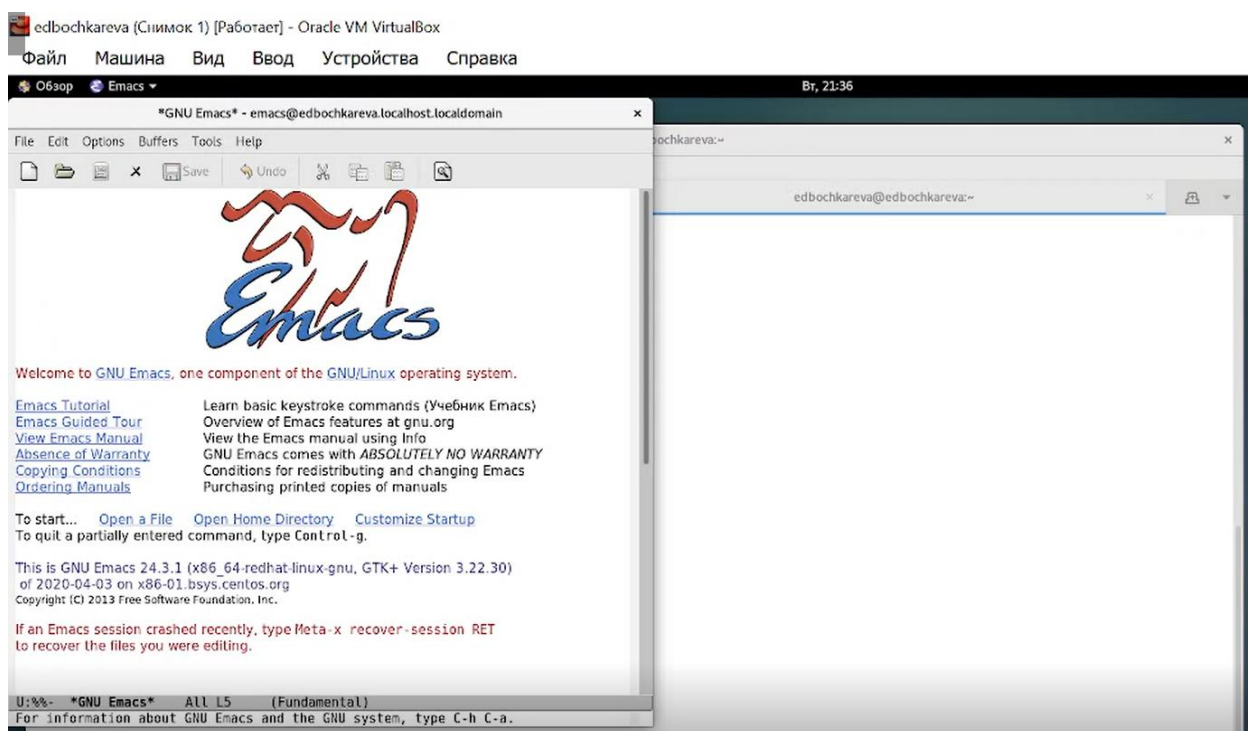 edbochkareva (Снимок 1) [Работает] - Oracle VM VirtualBox
Файл Машина Вид Ввод Устройства Справка
Обзор Emacs Вт, 21:36
*GNU Emacs* - emacs@edbochkareva.localhost.localdomain
ochkareva:~
File Edit Options Buffers Tools Help
Save Undo
edbochkareva@edbochkareva:~
Emacs
Welcome to GNU Emacs, one component of the GNU/Linux operating system.
Emacs Tutorial Learn basic keystroke commands (Учебник Emacs)
Emacs Guided Tour Overview of Emacs features at gnu.org
View Emacs Manual View the Emacs manual using Info
Absence of Warranty GNU Emacs comes with ABSOLUTELY NO WARRANTY
Copying Conditions Conditions for redistributing and changing Emacs
Ordering Manuals Purchasing printed copies of manuals
To start... Open a File Open Home Directory Customize Startup
To quit a partially entered command, type Control-g.
This is GNU Emacs 24.3.1 (x86_64-redhat-linux-gnu, GTK+ Version 3.22.30)
of 2020-04-03 on x86-01.bsys.centos.org
Copyright (C) 2013 Free Software Foundation, Inc.
If an Emacs session crashed recently, type Meta-x recover-session RET
to recover the files you were editing.
U:%%- *GNU Emacs* All L5 (Fundamental)
For information about GNU Emacs and the GNU system, type C-h C-a.